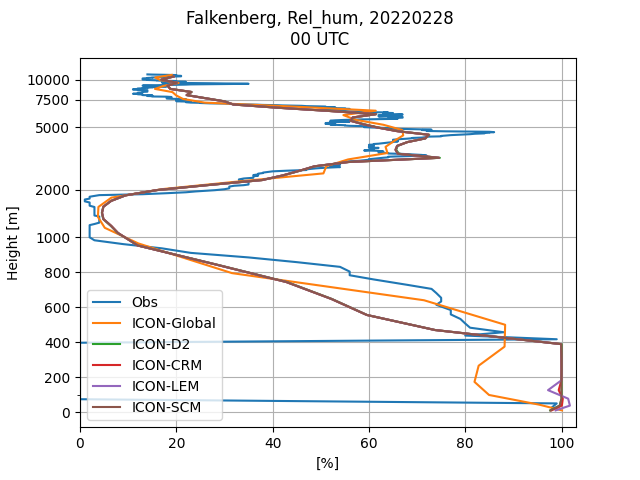 Falkenberg, Rel_hum, 20220228
00 UTC
10000
7500
5000
2000
1000
800
600
400
200
0
Height [m]
Obs
ICON-Global
ICON-D2
ICON-CRM
ICON-LEM
ICON-SCM
0 20 40 60 80 100
[%]